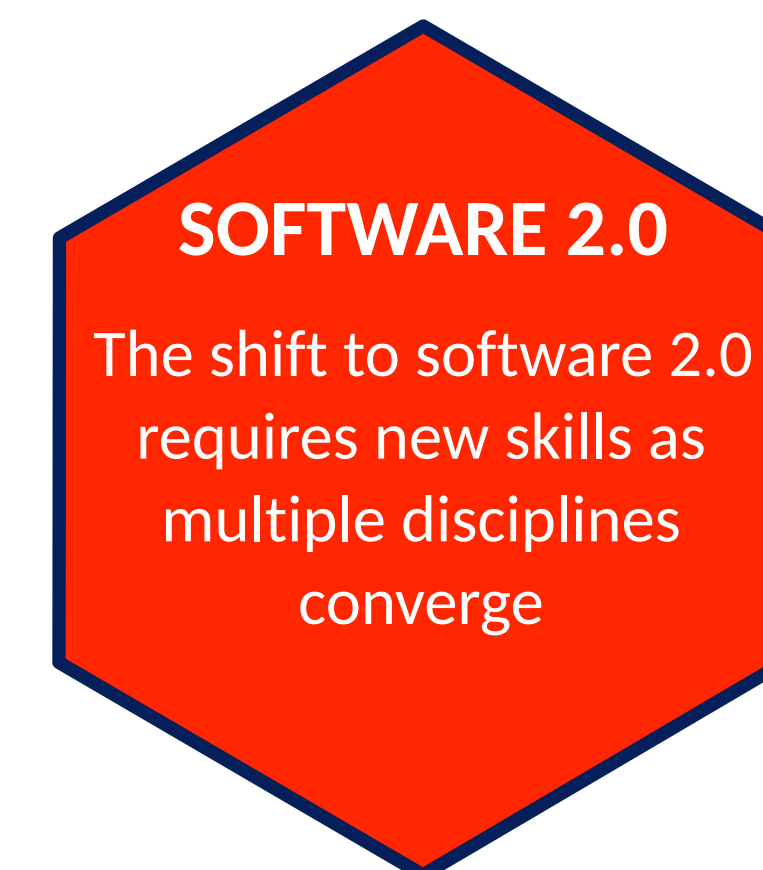 SOFTWARE 2.0
The shift to software 2.0
requires new skills as
multiple disciplines
converge